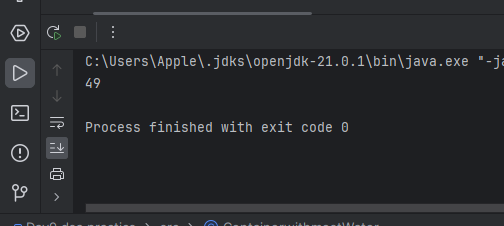 C:\Users\Apple\.jdks\openjdk-21.0.1\bin\java.exe "-ja
49
Process finished with exit code 0